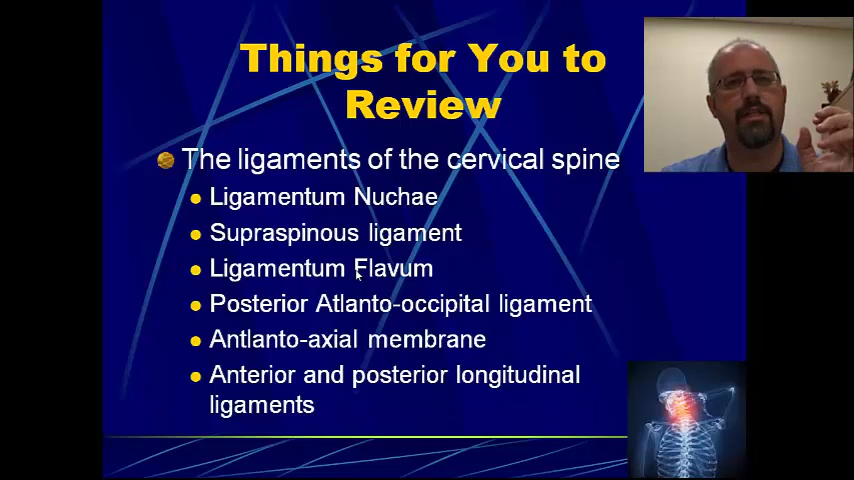 Things for You to
Review
The ligaments of the cervical spine
Ligamentum Nuchae
Supraspinous ligament
Ligamentum Flavum
Posterior Atlanto-occipital ligament
Antlanto-axial membrane
Anterior and posterior longitudinal
ligaments